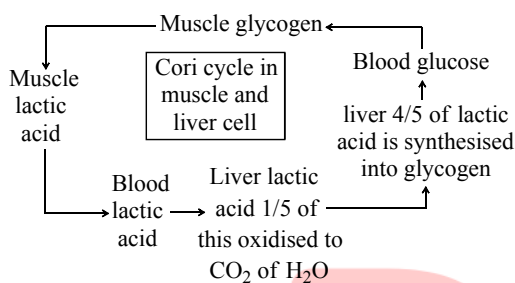 Muscle glycogen
Cori cycle in
muscle and
liver cell
Muscle
lactic
acid
Blood
lactic
acid
Liver lactic
acid 1/5 of
this oxidised to
CO₂ of H₂O
liver 4/5 of lactic
acid is synthesised
into glycogen
Blood glucose